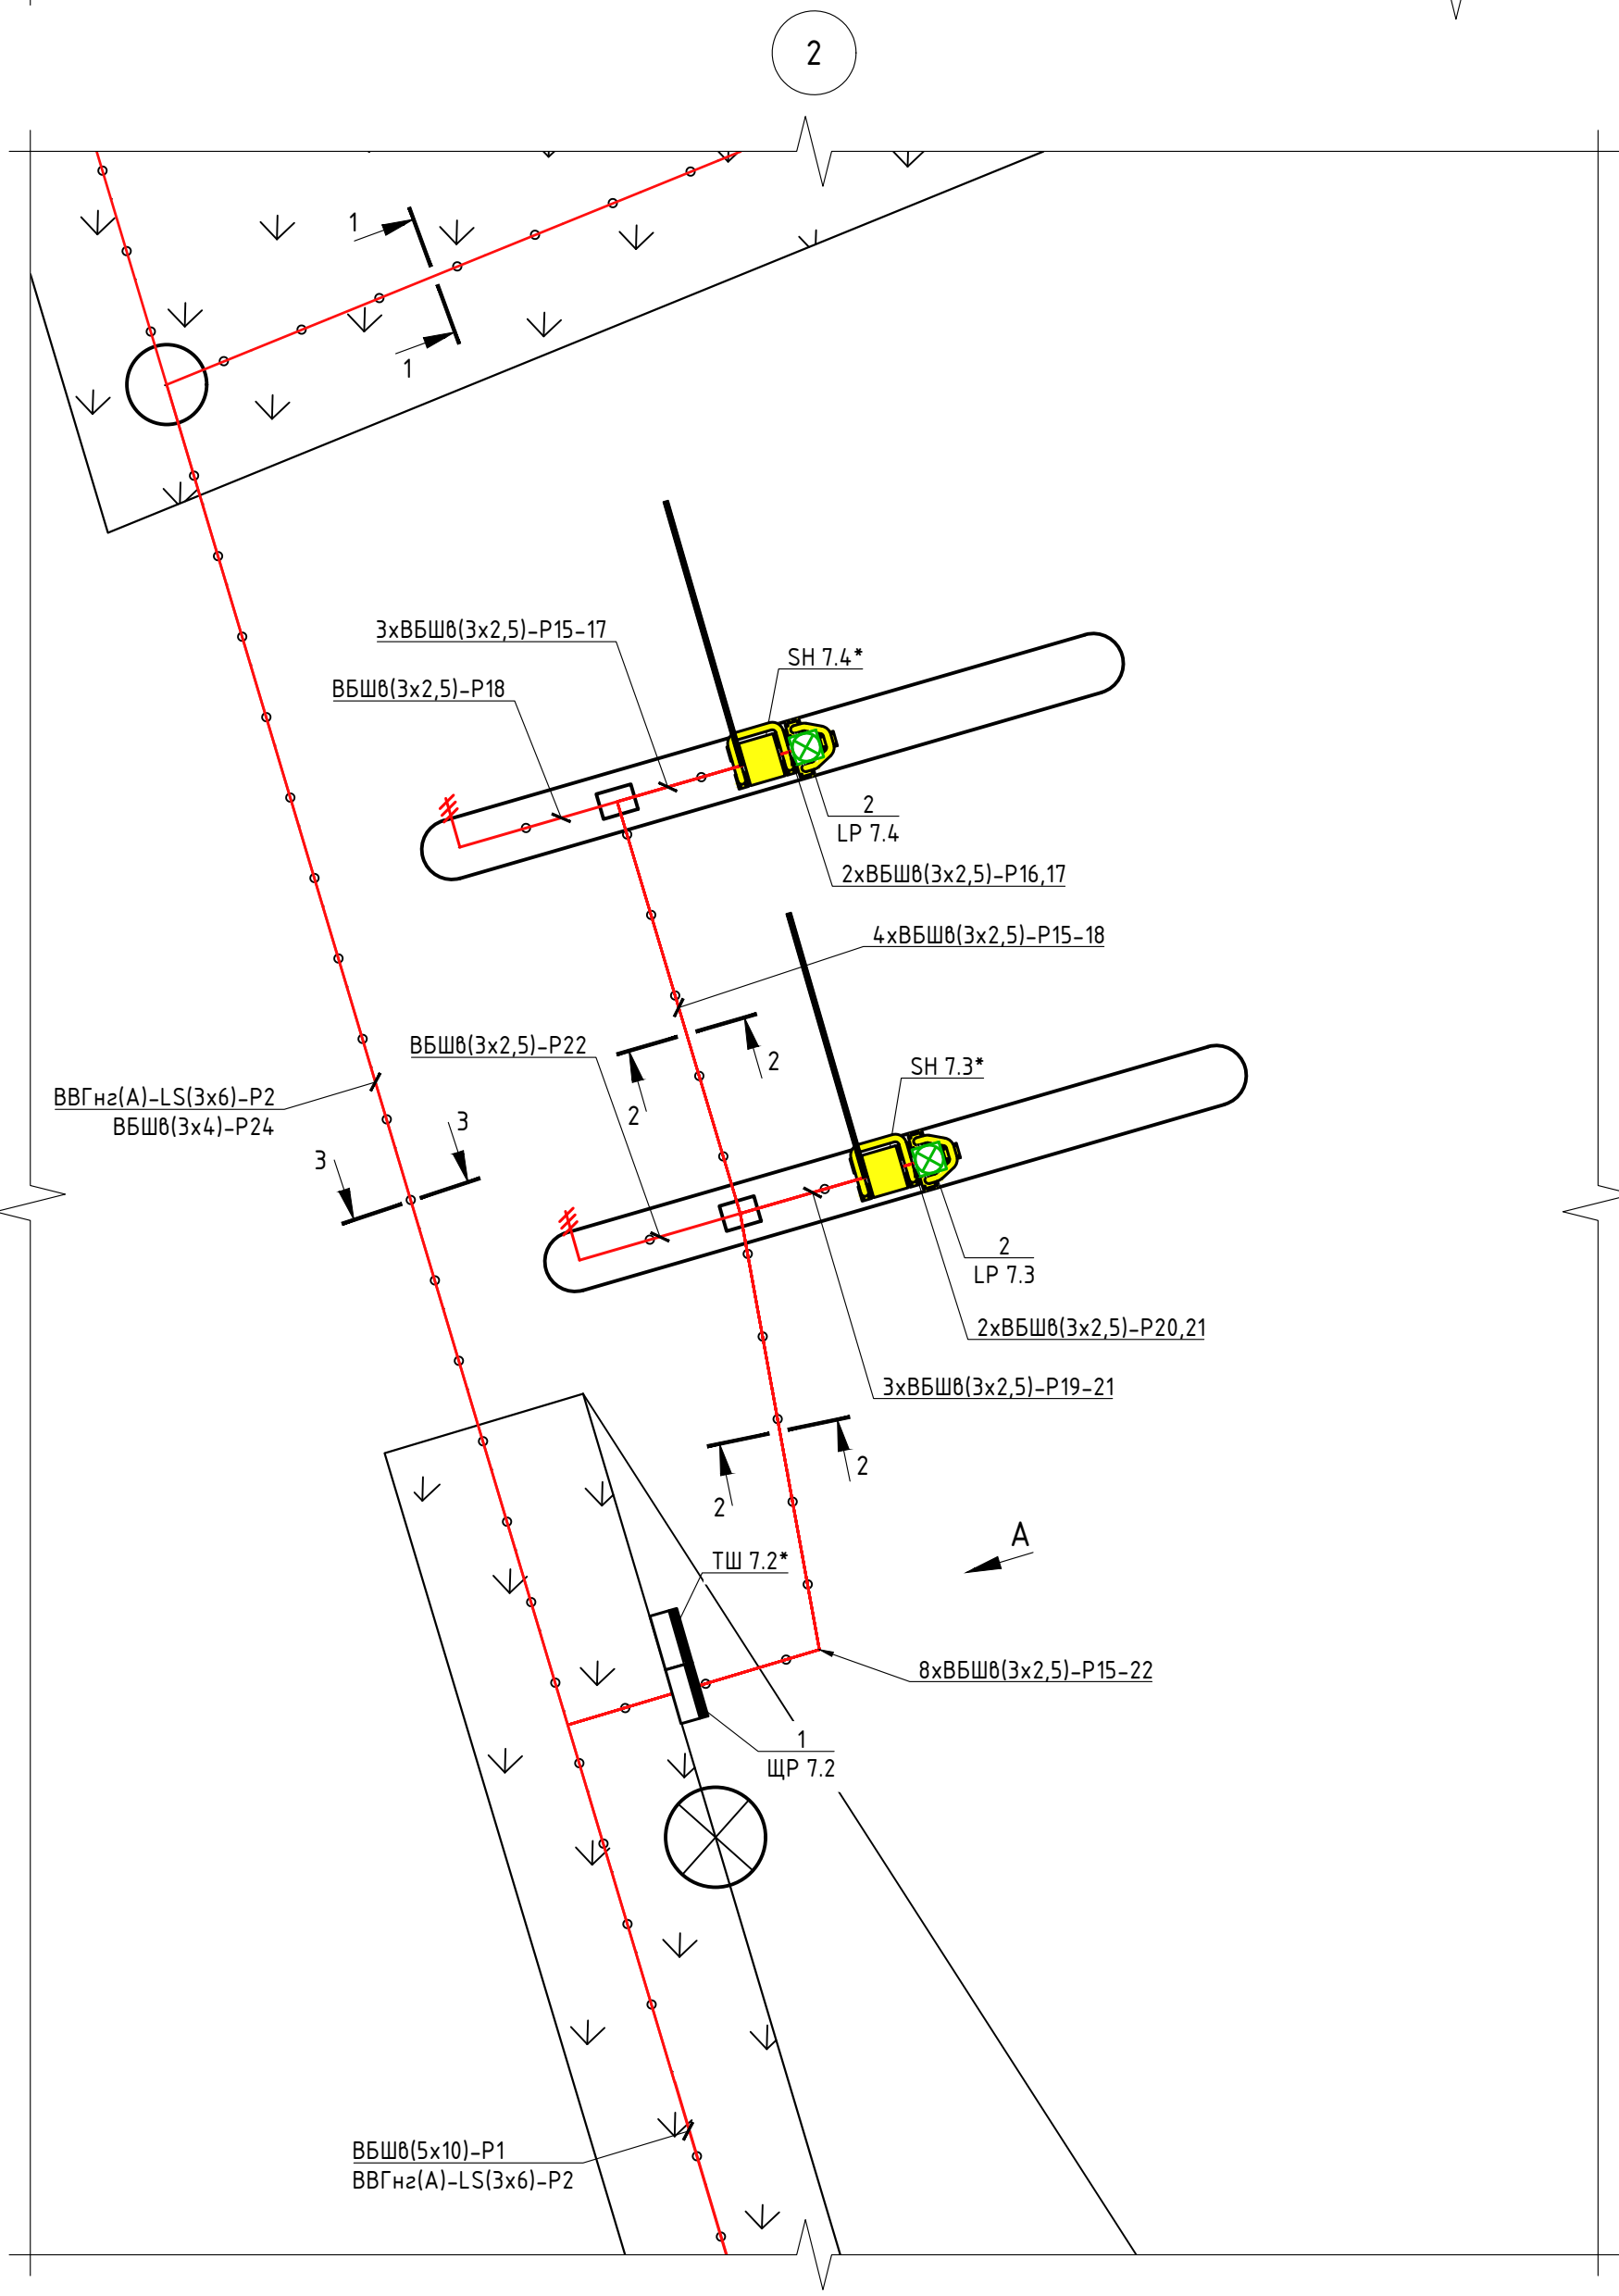 2
1
1
3хВБШв(3х2,5)-Р15-17
SH 7.4*
ВБШв(3х2,5)-Р18
2
LP 7.4
2хВБШв(3х2,5)-Р16,17
4хВБШв(3х2,5)-Р15-18
ВБШв(3х2,5)-Р22
2
SH 7.3*
2
ВВГнг(А)-LS(3х6)-Р2
ВБШв(3х4)-Р24
3
3
2
LP 7.3
2хВБШв(3х2,5)-Р20,21
3хВБШв(3х2,5)-Р19-21
2
2
А
ТШ 7.2*
8хВБШв(3х2,5)-Р15-22
1
ЩР 7.2
ВБШв(5х10)-Р1
ВВГнг(А)-LS(3х6)-Р2